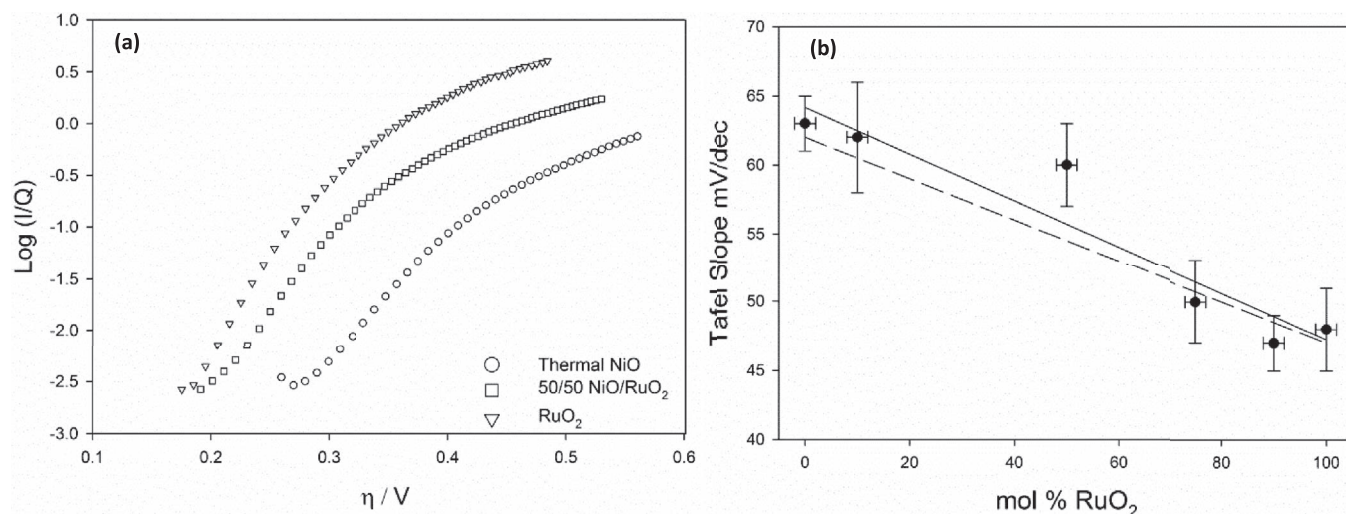 (a)
1.0
0.5
0.0
-0.5
-1.0
-1.5
-2.0
-2.5
-3.0
Log (I/Q)
Thermal NiO
50/50 NiO/RuO₂
RuO₂
0.1 0.2 0.3 0.4 0.5 0.6
η / V
(b)
70
65
60
55
50
45
40
Tafel Slope mV/dec
0 20 40 60 80 100
mol % RuO₂